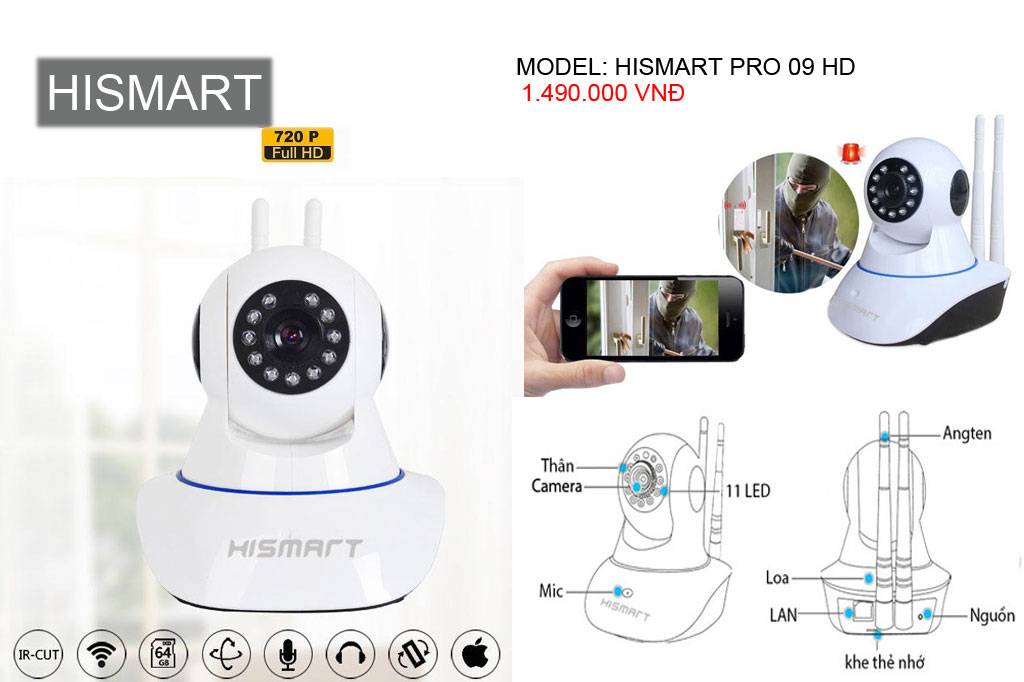 HISMART
720 P
Full HD
MODEL: HISMART PRO 09 HD
1.490.000 VNĐ
HISMART
HISMART
IR-CUT
64
GB
Thân
Camera
11 LED
Mic
HISMART
Angten
Loa
LAN
Nguồn
khe thẻ nhớ